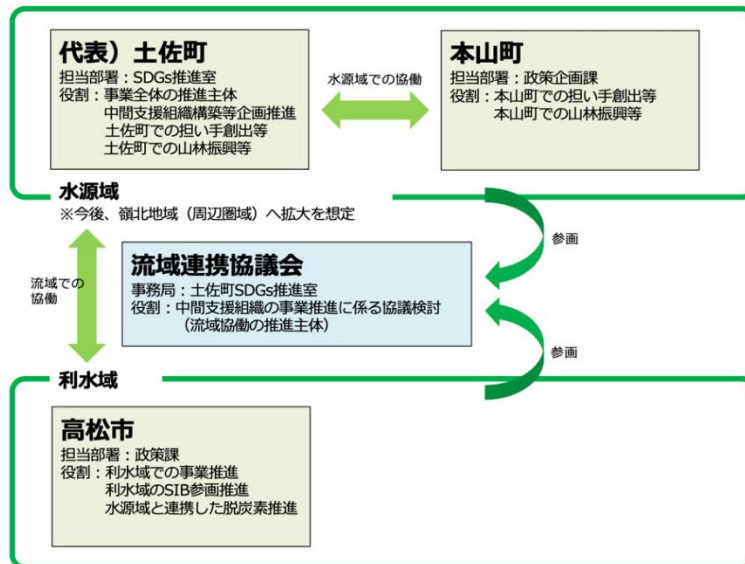 代表）土佐町
担当部署：SDGs推進室
役割：事業全体の推進主体
中間支援組織構築等企画推進
土佐町での担い手創出等
土佐町での山林振興等
水源域での協働
本山町
担当部署：政策企画課
役割：本山町での担い手創出等
本山町での山林振興等
水源域
※今後、嶺北地域（周辺圏域）へ拡大を想定
参画
流域での
協働
流域連携協議会
事務局：土佐町SDGs推進室
役割：中間支援組織の事業推進に係る協議検討
（流域協働の推進主体）
参画
利水域
高松市
担当部署：政策課
役割：利水域での事業推進
利水域のSIB参画推進
水源域と連携した脱炭素推進